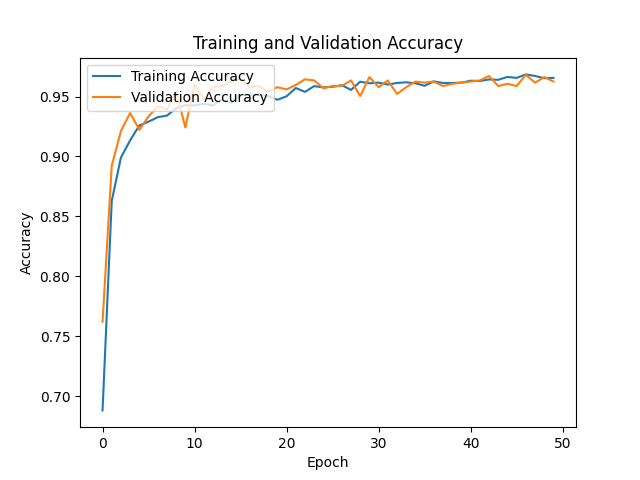 Training and Validation Accuracy
Training Accuracy
Validation Accuracy
0.95
0.90
0.85
0.80
0.75
0.70
Accuracy
0 10 20 30 40 50
Epoch